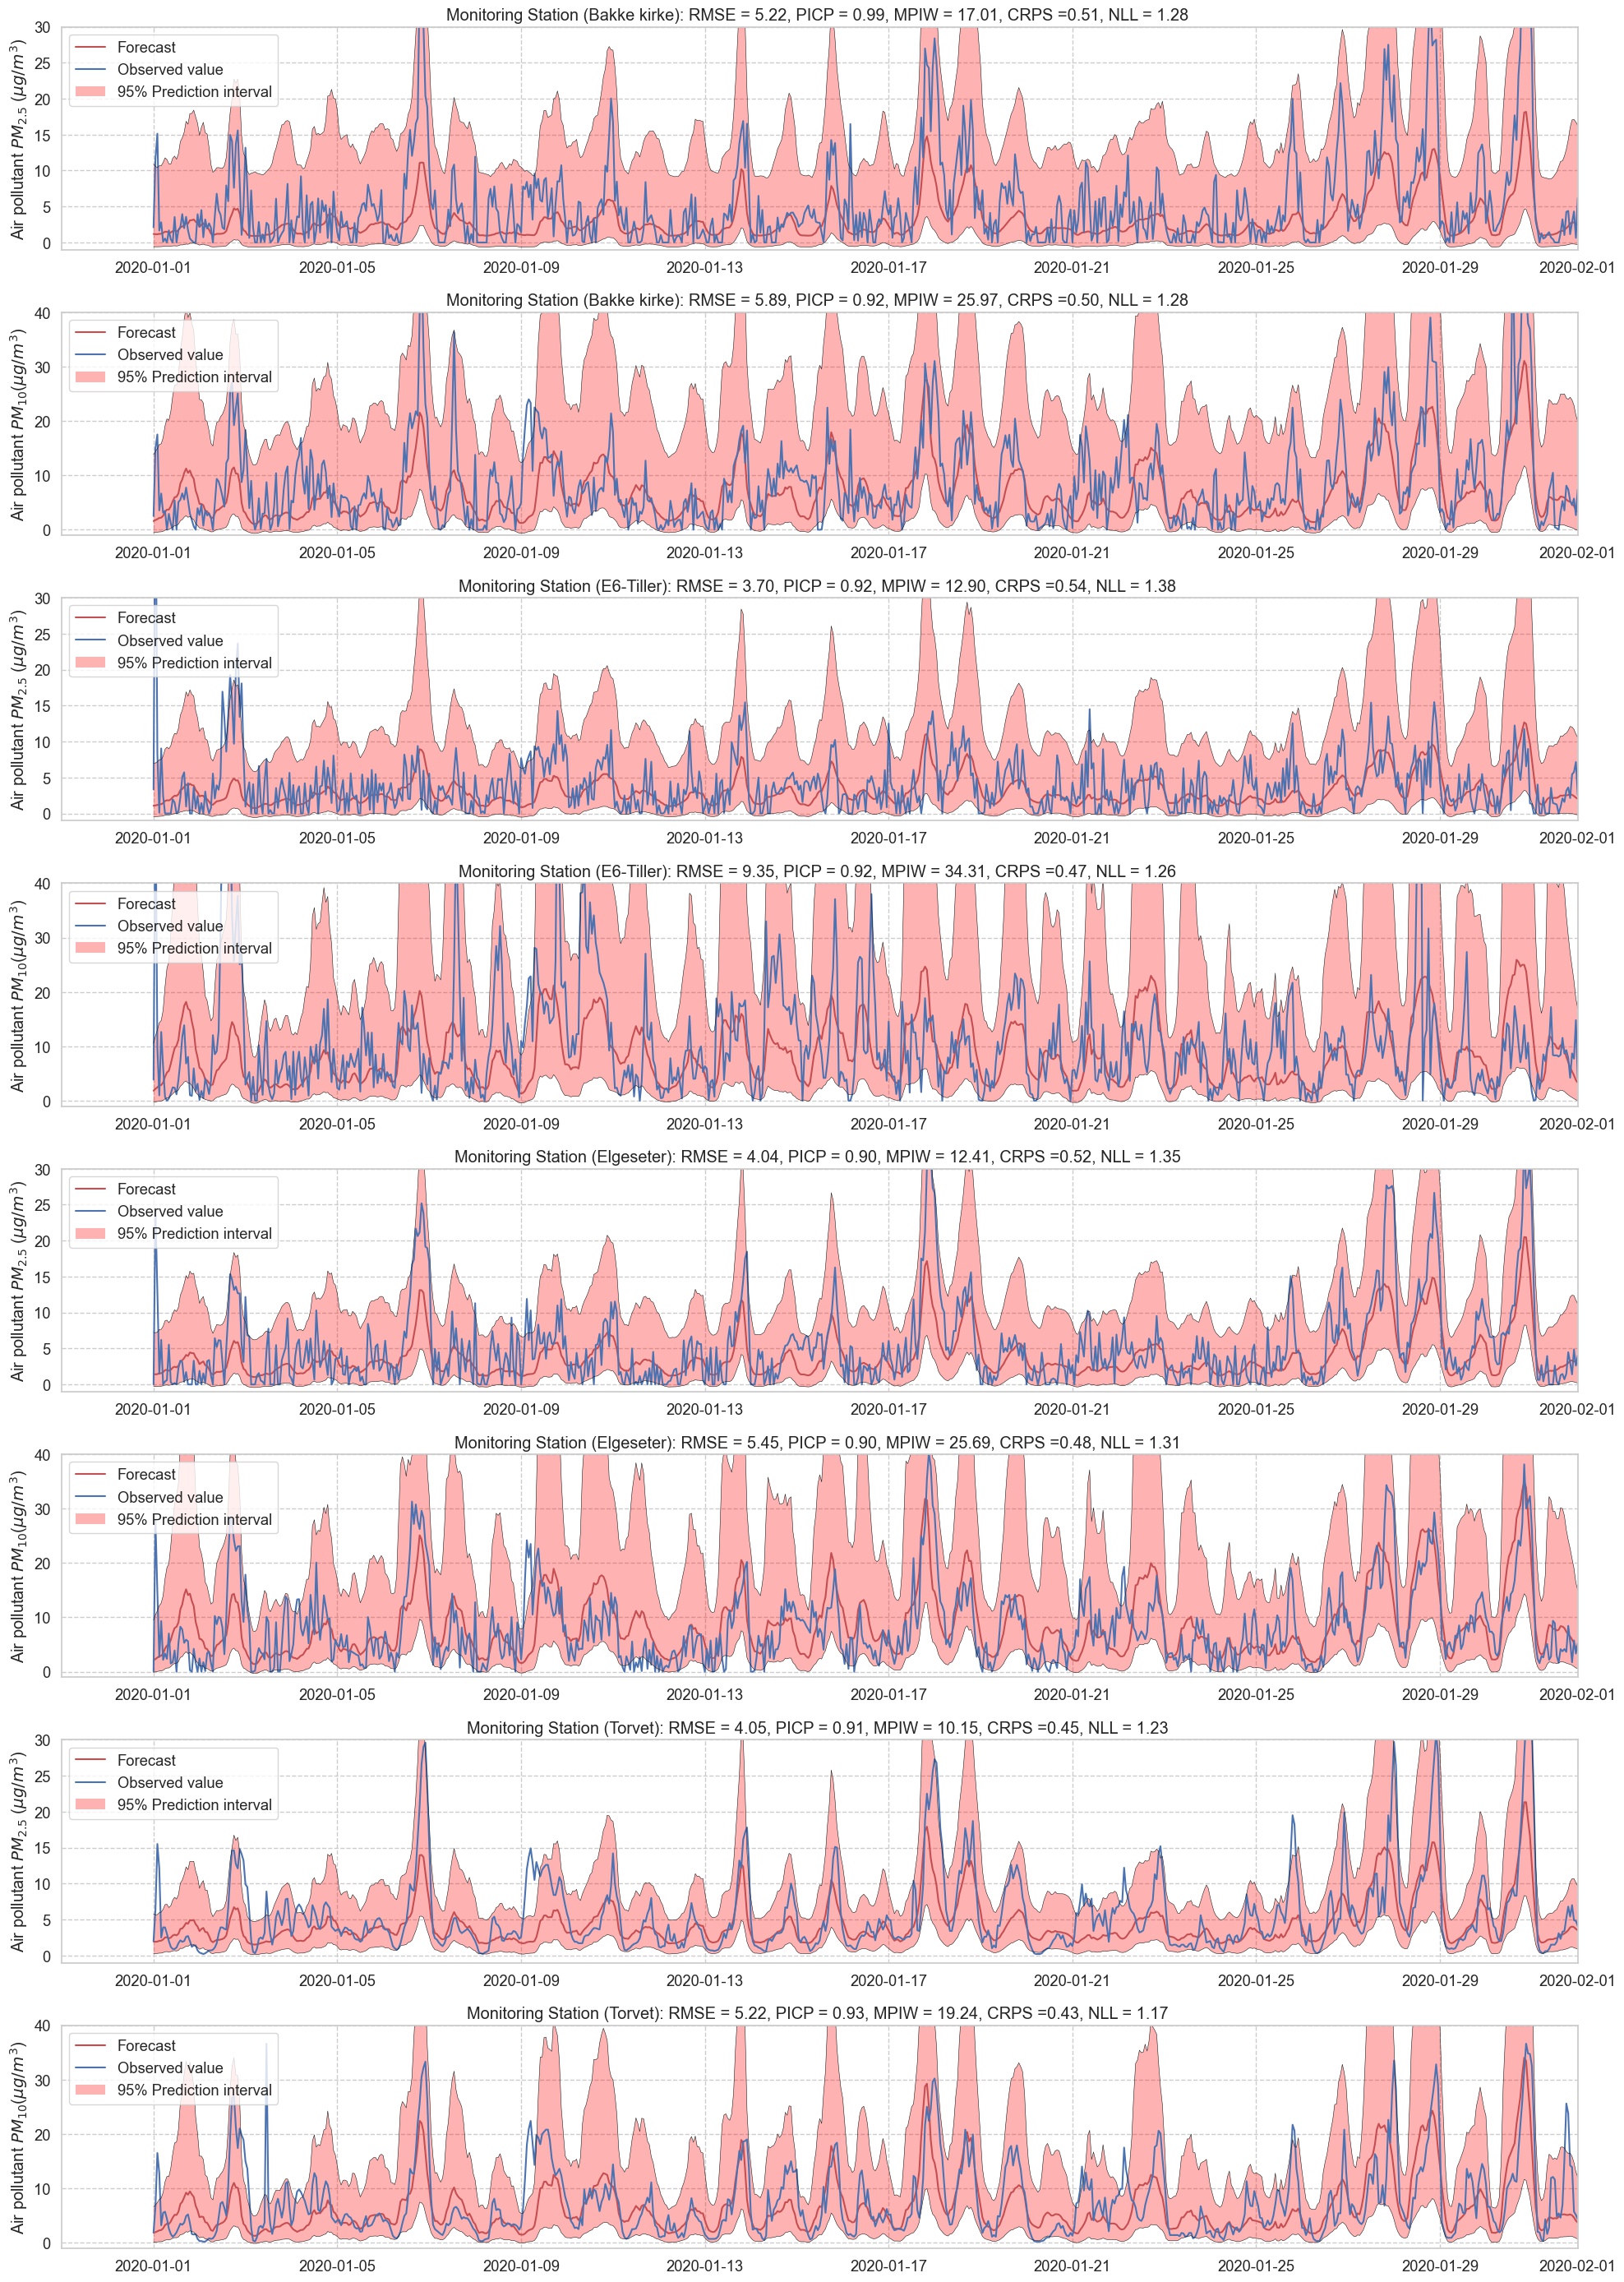 Monitoring Station (Bakke kirke): RMSE = 5.22, PICP = 0.99, MPIW = 17.01, CRPS =0.51, NLL = 1.28
Air pollutant PM2.5 (μg/m³)
30
25
20
15
10
5
0
Forecast
Observed value
95% Prediction interval
2020-01-01 2020-01-05 2020-01-09 2020-01-13 2020-01-17 2020-01-21 2020-01-25 2020-01-29 2020-02-01
Monitoring Station (Bakke kirke): RMSE = 5.89, PICP = 0.92, MPIW = 25.97, CRPS =0.50, NLL = 1.28
Air pollutant PM10(μg/m³)
40
30
20
10
0
Forecast
Observed value
95% Prediction interval
2020-01-01 2020-01-05 2020-01-09 2020-01-13 2020-01-17 2020-01-21 2020-01-25 2020-01-29 2020-02-01
Monitoring Station (E6-Tiller): RMSE = 3.70, PICP = 0.92, MPIW = 12.90, CRPS =0.54, NLL = 1.38
Air pollutant PM2.5 (μg/m³)
30
25
20
15
10
5
0
Forecast
Observed value
95% Prediction interval
2020-01-01 2020-01-05 2020-01-09 2020-01-13 2020-01-17 2020-01-21 2020-01-25 2020-01-29 2020-02-01
Monitoring Station (E6-Tiller): RMSE = 9.35, PICP = 0.92, MPIW = 34.31, CRPS =0.47, NLL = 1.26
Air pollutant PM10(μg/m³)
40
30
20
10
0
Forecast
Observed value
95% Prediction interval
2020-01-01 2020-01-05 2020-01-09 2020-01-13 2020-01-17 2020-01-21 2020-01-25 2020-01-29 2020-02-01
Monitoring Station (Elgeseter): RMSE = 4.04, PICP = 0.90, MPIW = 12.41, CRPS =0.52, NLL = 1.35
Air pollutant PM2.5 (μg/m³)
30
25
20
15
10
5
0
Forecast
Observed value
95% Prediction interval
2020-01-01 2020-01-05 2020-01-09 2020-01-13 2020-01-17 2020-01-21 2020-01-25 2020-01-29 2020-02-01
Monitoring Station (Elgeseter): RMSE = 5.45, PICP = 0.90, MPIW = 25.69, CRPS =0.48, NLL = 1.31
Air pollutant PM10(μg/m³)
40
30
20
10
0
Forecast
Observed value
95% Prediction interval
2020-01-01 2020-01-05 2020-01-09 2020-01-13 2020-01-17 2020-01-21 2020-01-25 2020-01-29 2020-02-01
Monitoring Station (Torvet): RMSE = 4.05, PICP = 0.91, MPIW = 10.15, CRPS =0.45, NLL = 1.23
Air pollutant PM2.5 (μg/m³)
30
25
20
15
10
5
0
Forecast
Observed value
95% Prediction interval
2020-01-01 2020-01-05 2020-01-09 2020-01-13 2020-01-17 2020-01-21 2020-01-25 2020-01-29 2020-02-01
Monitoring Station (Torvet): RMSE = 5.22, PICP = 0.93, MPIW = 19.24, CRPS =0.43, NLL = 1.17
Air pollutant PM10(μg/m³)
40
30
20
10
0
Forecast
Observed value
95% Prediction interval
2020-01-01 2020-01-05 2020-01-09 2020-01-13 2020-01-17 2020-01-21 2020-01-25 2020-01-29 2020-02-01